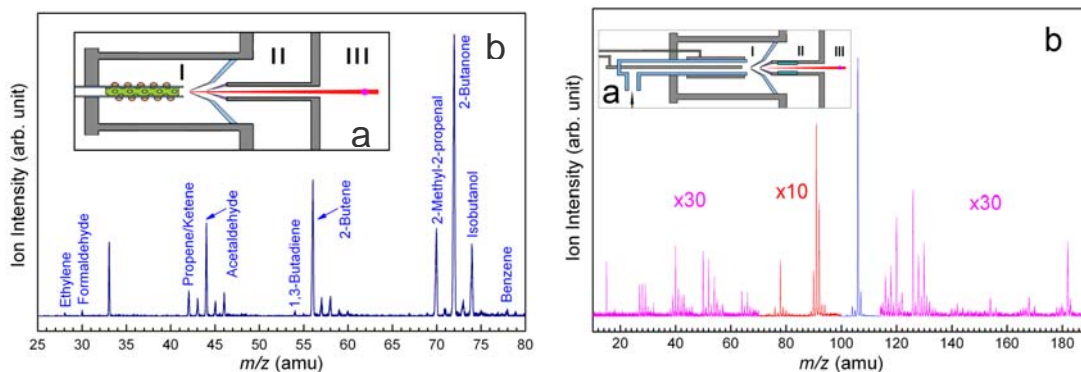 I
II
III
a
b
Ion Intensity (arb. unit)
Ethylene
Formaldehyde
Propene/Ketene
Acetaldehyde
1,3-Butadiene
2-Butene
2-Methyl-2-propenal
2-Butanone
Isobutanol
Benzene
25 30 35 40 45 50 55 60 65 70 75 80
m/z (amu)
I
II
III
a
b
Ion Intensity (arb. unit)
x30
x10
x30
20 40 60 80 100 120 140 160 180
m/z (amu)